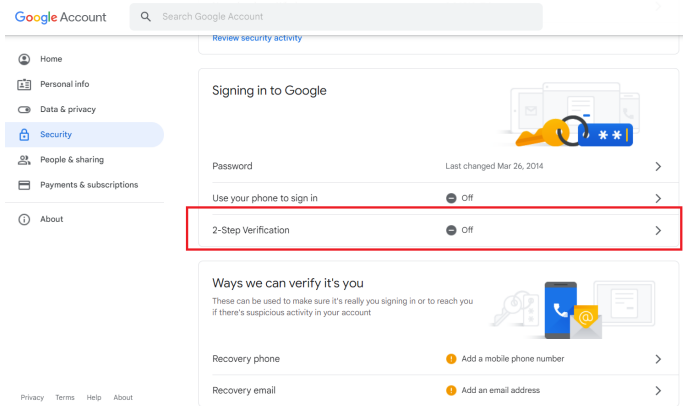 Google Account
Search Google Account
Review security activity
Home
Personal info
Data & privacy
Security
People & sharing
Payments & subscriptions
About
Signing in to Google
**
Password Last changed Mar 26, 2014
Use your phone to sign in Off
2-Step Verification Off
Ways we can verify it's you
These can be used to make sure it's really you signing in or to reach you
if there's suspicious activity in your account
@
Recovery phone ! Add a mobile phone number
Recovery email ! Add an email address
Privacy Terms Help About